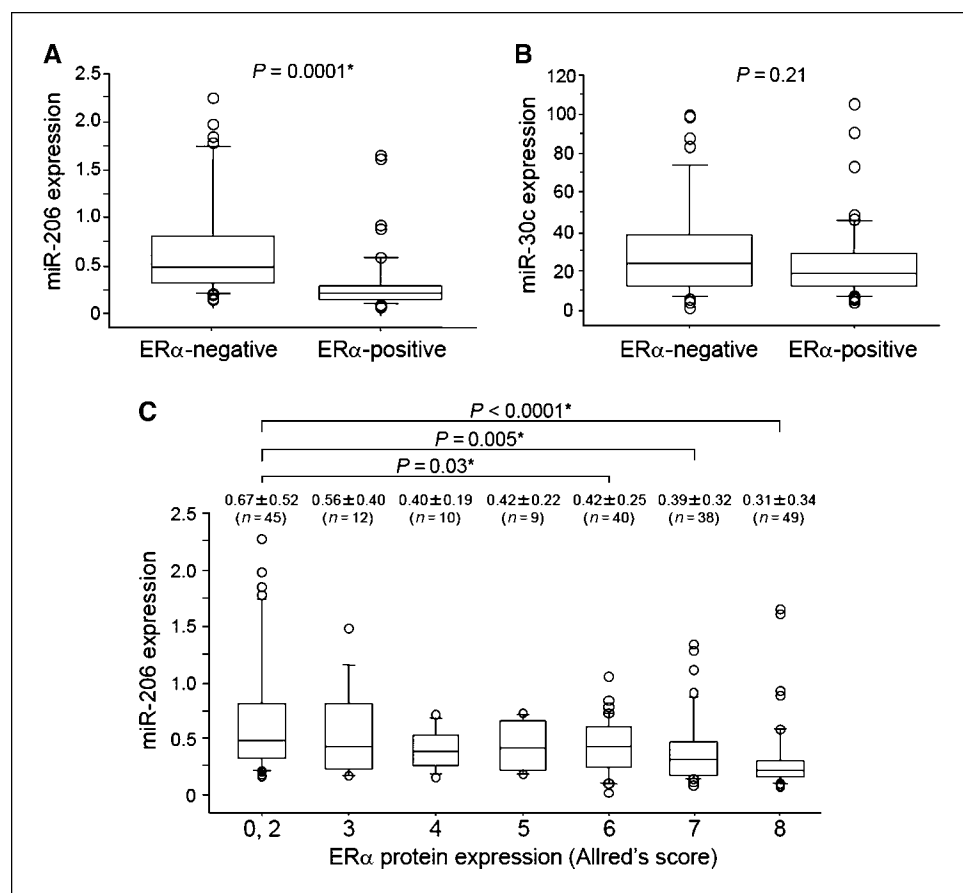 A
P = 0.0001*
2.5
2.0
1.5
1.0
0.5
0
miR-206 expression
ERα-negative ERα-positive
B
P = 0.21
120
100
80
60
40
20
0
miR-30c expression
ERα-negative ERα-positive
C
P < 0.0001*
P = 0.005*
P = 0.03*
0.67±0.52 0.56±0.40 0.40±0.19 0.42±0.22 0.42±0.25 0.39±0.32 0.31±0.34
(n=45) (n=12) (n=10) (n=9) (n=40) (n=38) (n=49)
2.5
2.0
1.5
1.0
0.5
0
miR-206 expression
0, 2 3 4 5 6 7 8
ERα protein expression (Allred's score)